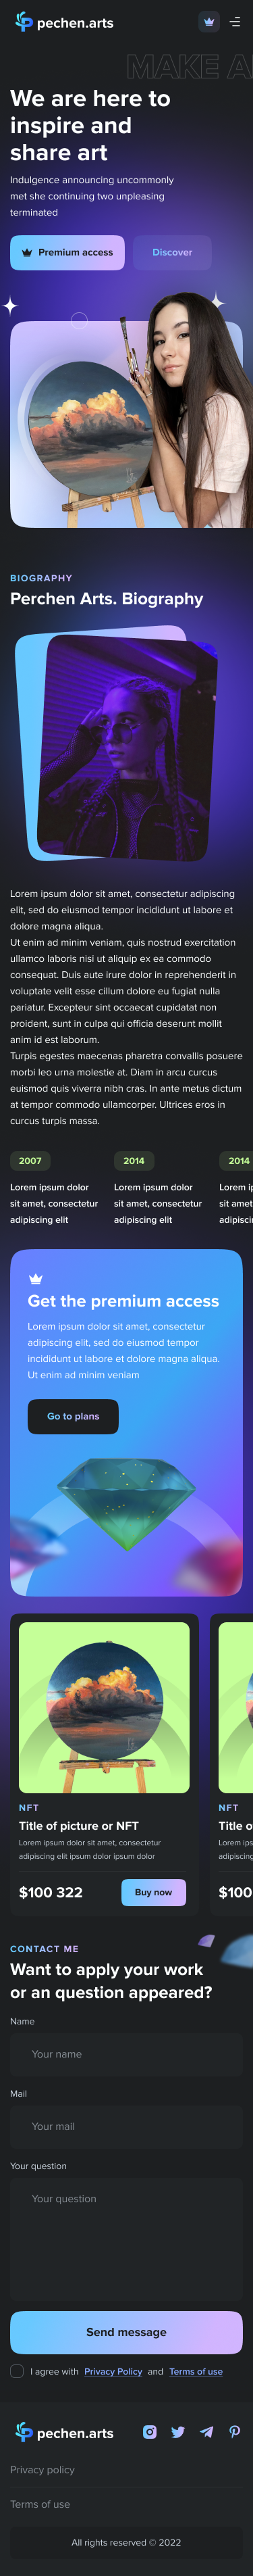 pechen.arts
MAKE A
We are here to
inspire and
share art
Indulgence announcing uncommonly
met she continuing two unpleasing
terminated
Premium access
Discover
BIOGRAPHY
Perchen Arts. Biography
Lorem ipsum dolor sit amet, consectetur adipiscing
elit, sed do eiusmod tempor incididunt ut labore et
dolore magna aliqua.
Ut enim ad minim veniam, quis nostrud exercitation
ullamco laboris nisi ut aliquip ex ea commodo
consequat. Duis aute irure dolor in reprehenderit in
voluptate velit esse cillum dolore eu fugiat nulla
pariatur. Excepteur sint occaecat cupidatat non
proident, sunt in culpa qui officia deserunt mollit
anim id est laborum.
Turpis egestes maecenas pharetra convallis posuere
morbi leo urna molestie at. Diam in arcu cursus
euismod quis viverra nibh cras. In ante metus dictum
at tempor commodo ullamcorper. Ultrices eros in
cursus turpis massa.
2007
Lorem ipsum dolor
sit amet, consectetur
adipiscing elit
2014
Lorem ipsum dolor
sit amet, consectetur
adipiscing elit
2014
Lorem ip
sit amet
adipiscin
Get the premium access
Lorem ipsum dolor sit amet, consectetur
adipiscing elit, sed do eiusmod tempor
incididunt ut labore et dolore magna aliqua.
Ut enim ad minim veniam
Go to plans
NFT
Title of picture or NFT
Lorem ipsum dolor sit amet, consectetur
adipiscing elit ipsum dolor ipsum dolor
$100 322
Buy now
NFT
Title o
Lorem ips
adipiscing
$100
CONTACT ME
Want to apply your work
or an question appeared?
Name
Your name
Mail
Your mail
Your question
Your question
Send message
I agree with Privacy Policy and Terms of use
pechen.arts
Privacy policy
Terms of use
All rights reserved © 2022